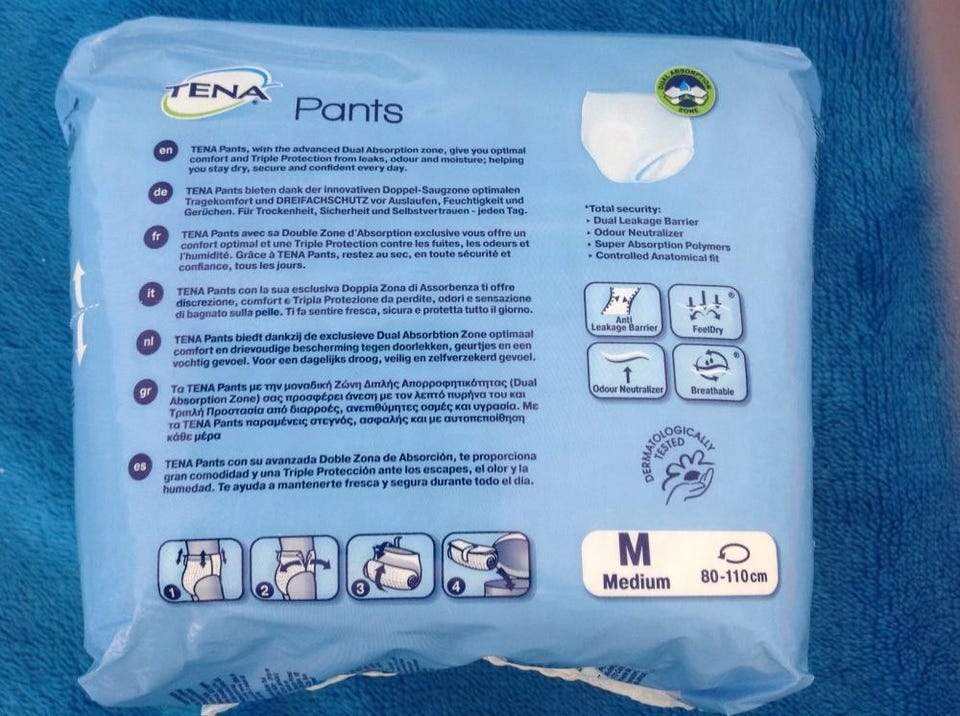 TENA
Pants
en TENA Pants, with the advanced Dual Absorption zone, give you optimal
comfort and Triple Protection from leaks, odour and moisture; helping
you stay dry, secure and confident every day.
de TENA Pants bieten dank der innovativen Doppel-Saugzone optimalen
Tragekomfort und DREIFACHSCHUTZ vor Auslaufen, Feuchtigkeit und
Gerüchen. Für Trockenheit, Sicherheit und Selbstvertrauen - jeden Tag.
fr TENA Pants avec sa Double Zone d'Absorption exclusive vous offre un
confort optimal et une Triple Protection contre les fuites, les odeurs et
l'humidité. Grâce à TENA Pants, restez au sec, en toute sécurité et
confiance, tous les jours.
it TENA Pants con la sua esclusiva Doppia Zona di Assorbenza ti offre
discrezione, comfort e Tripla Protezione da perdite, odori e sensazione
di bagnato sulla pelle. Ti fa sentire fresca, sicura e protetta tutto il giorno.
nl TENA Pants biedt dankzij de exclusieve Dual Absorbtion Zone optimaal
comfort en drievoudige bescherming tegen doorlekken, geurtjes en een
vochtig gevoel. Voor een dagelijks droog, veilig en zelfverzekerd gevoel.
gr Τα TENA Pants με την μοναδική Ζώνη Διπλής Απορροφητικότητας (Dual
Absorption Zone) σας προσφέρει άνεση με τον λεπτό πυρήνα του και
Τριπλή Προστασία από διαρροές, ανεπιθύμητες οσμές και υγρασία. Με
τα TENA Pants παραμένεις στεγνός, ασφαλής και με αυτοπεποίθηση
κάθε μέρα
es TENA Pants con su avanzada Doble Zona de Absorción, te proporciona
gran comodidad y una Triple Protección ante los escapes, el olor y la
humedad. Te ayuda a mantenerte fresca y segura durante todo el día.
DUAL ABSORPTION
ZONE
*Total security:
Dual Leakage Barrier
Odour Neutralizer
Super Absorption Polymers
Controlled Anatomical fit
Anti
Leakage Barrier
FeelDry ®
Odour Neutralizer
Breathable ®
DERMATOLOGICALLY
TESTED
1 2 3 4
M
Medium
80-110cm